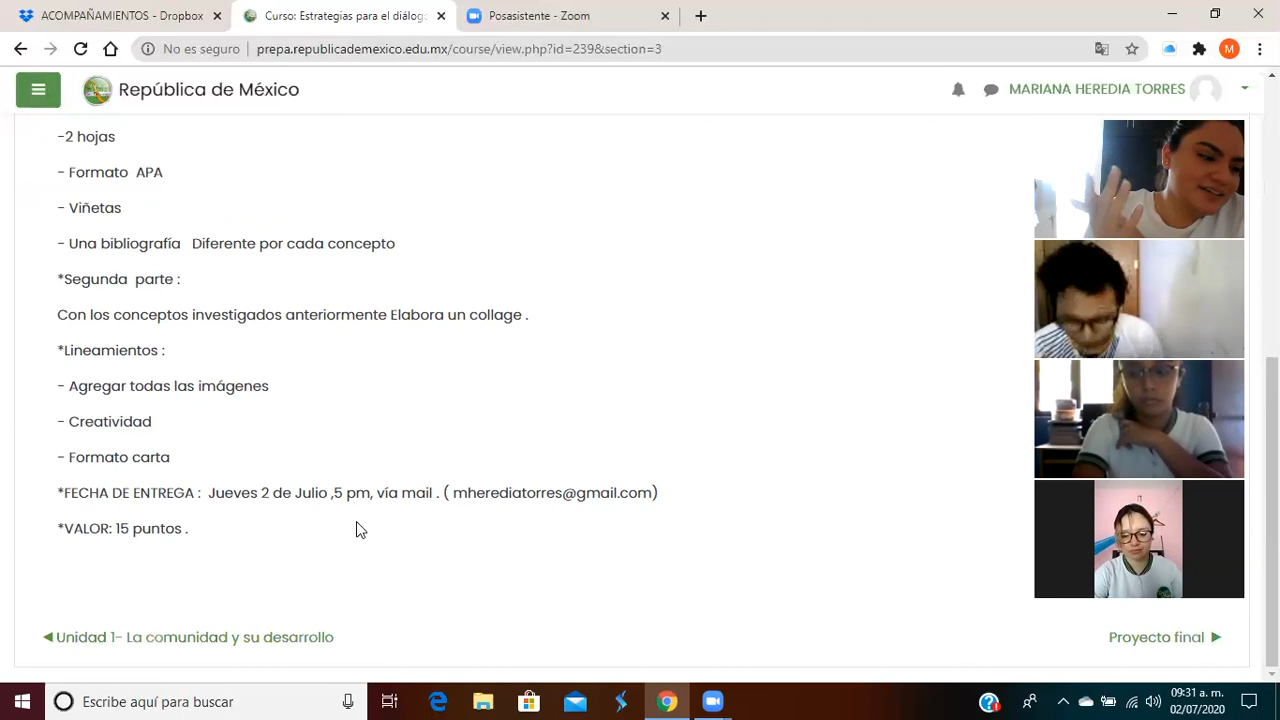 ACOMPAÑAMIENTOS - Dropbox
Curso: Estrategias para el diálogo
Posasistente - Zoom
No es seguro prepa.republicademexico.edu.mx/course/view.php?id=239&section=3
M
República de México
MARIANA HEREDIA TORRES
-2 hojas
- Formato APA
- Viñetas
- Una bibliografía Diferente por cada concepto
*Segunda parte :
Con los conceptos investigados anteriormente Elabora un collage .
*Lineamientos :
- Agregar todas las imágenes
- Creatividad
- Formato carta
*FECHA DE ENTREGA : Jueves 2 de Julio ,5 pm, vía mail . ( mherediatorres@gmail.com)
*VALOR: 15 puntos .
◀ Unidad 1- La comunidad y su desarrollo
Proyecto final ▶
Escribe aquí para buscar
09:31 a. m.
02/07/2020